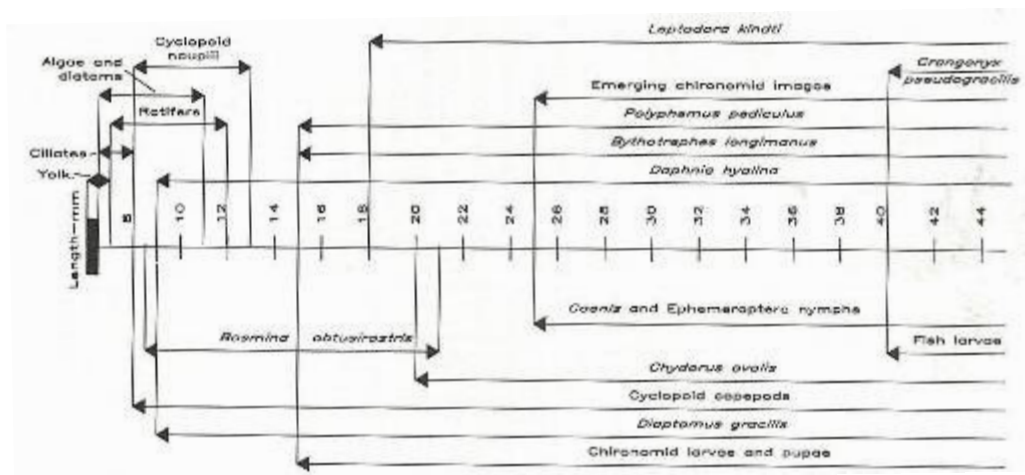 Leptodora kindti
Cyclopoid
nauplii
Crangonyx
pseudogracilis
Algae and
diatoms
Emerging chironomid imagos
Rotifers
Polyphemus pediculus
Bythotrephes longimanus
Ciliates
Yolk
Daphnia hyalina
Length—mm
8 10 12 14 16 18 20 22 24 26 28 30 32 34 36 38 40 42 44
Caenis and Ephemeroptera nymphs
Bosmina obtusirostris
Fish larvae
Chydorus ovalis
Cyclopoid copepods
Diaptomus gracilis
Chironomid larvae and pupae